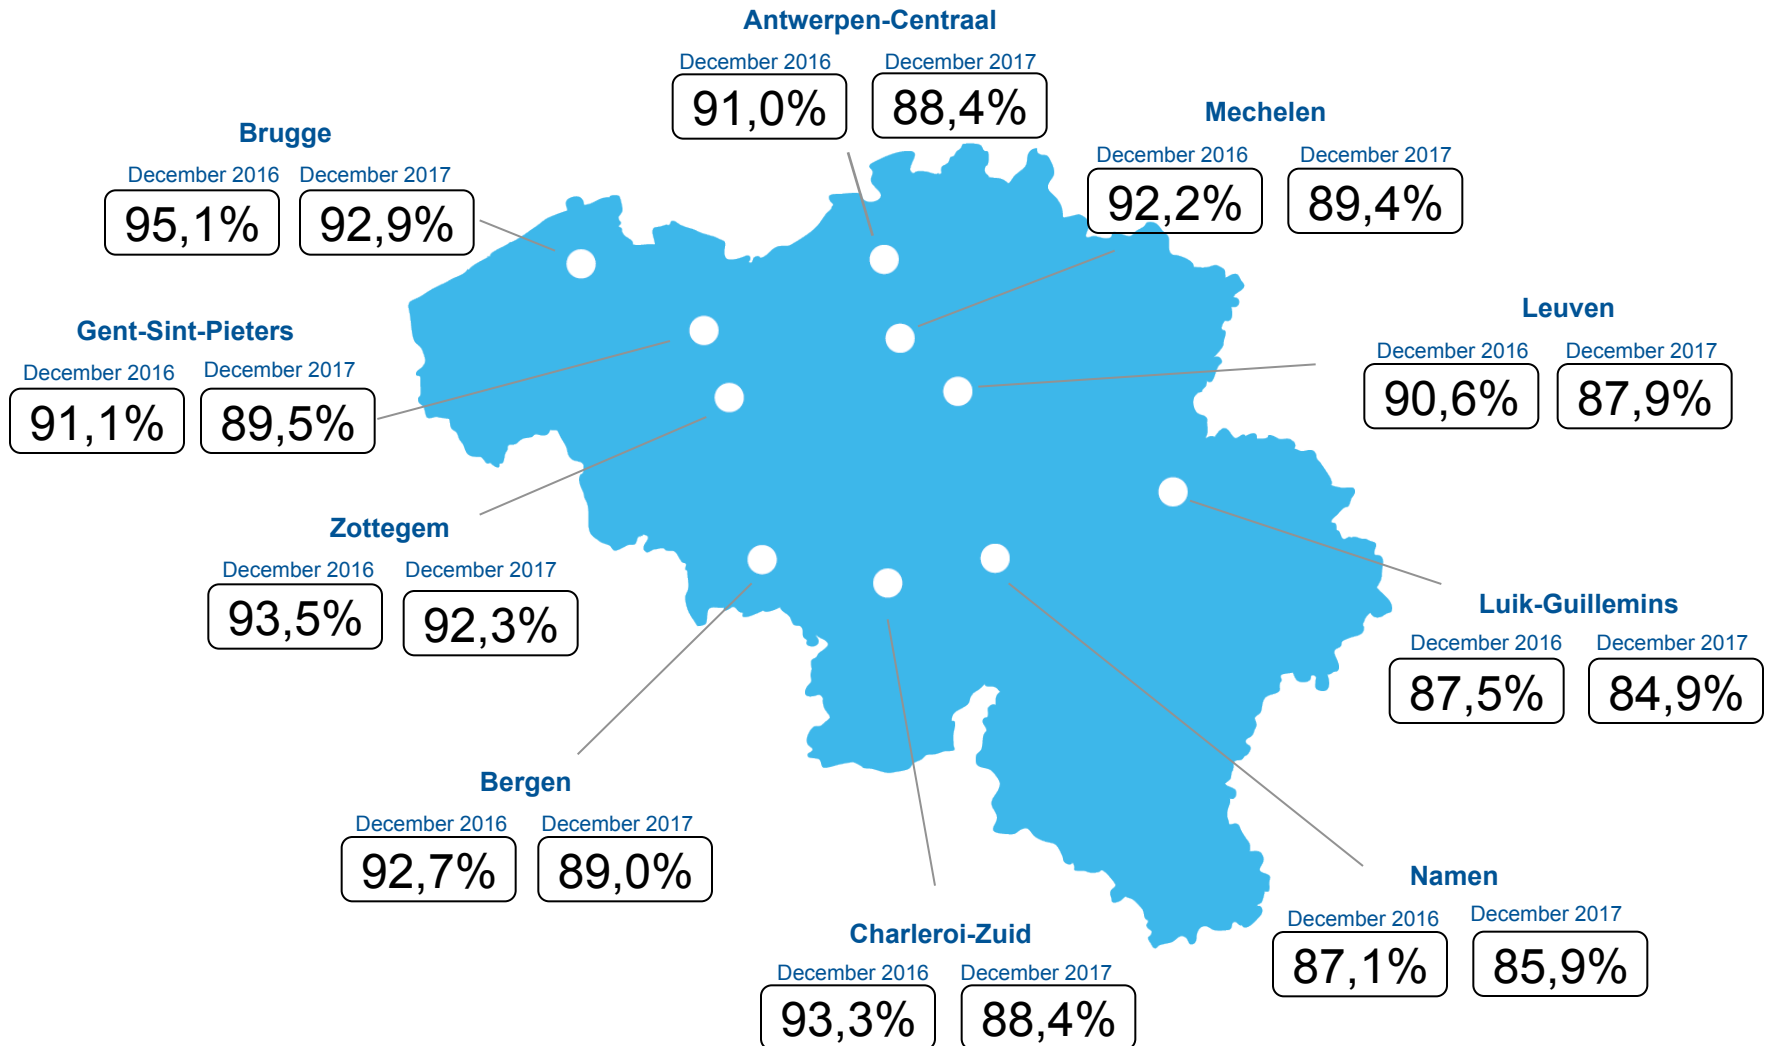 Antwerpen-Centraal
December 2016 December 2017
91,0% 88,4%
Mechelen
December 2016 December 2017
92,2% 89,4%
Brugge
December 2016 December 2017
95,1% 92,9%
Leuven
December 2016 December 2017
90,6% 87,9%
Gent-Sint-Pieters
December 2016 December 2017
91,1% 89,5%
Zottegem
December 2016 December 2017
93,5% 92,3%
Luik-Guillemins
December 2016 December 2017
87,5% 84,9%
Bergen
December 2016 December 2017
92,7% 89,0%
Namen
December 2016 December 2017
87,1% 85,9%
Charleroi-Zuid
December 2016 December 2017
93,3% 88,4%